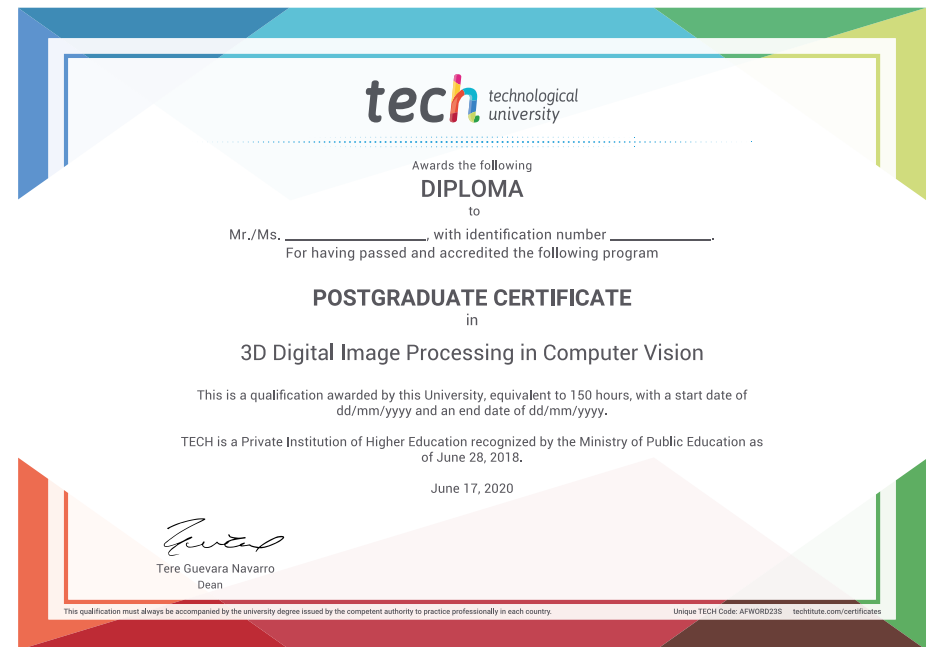 tech technological
university
Awards the following
DIPLOMA
to
Mr./Ms. ____________________, with identification number ______________.
For having passed and accredited the following program
POSTGRADUATE CERTIFICATE
in
3D Digital Image Processing in Computer Vision
This is a qualification awarded by this University, equivalent to 150 hours, with a start date of
dd/mm/yyyy and an end date of dd/mm/yyyy.
TECH is a Private Institution of Higher Education recognized by the Ministry of Public Education as
of June 28, 2018.
June 17, 2020
Tere Guevara Navarro
Dean
This qualification must always be accompanied by the university degree issued by the competent authority to practice professionally in each country. Unique TECH Code: AFWORD23S techtitute.com/certificates